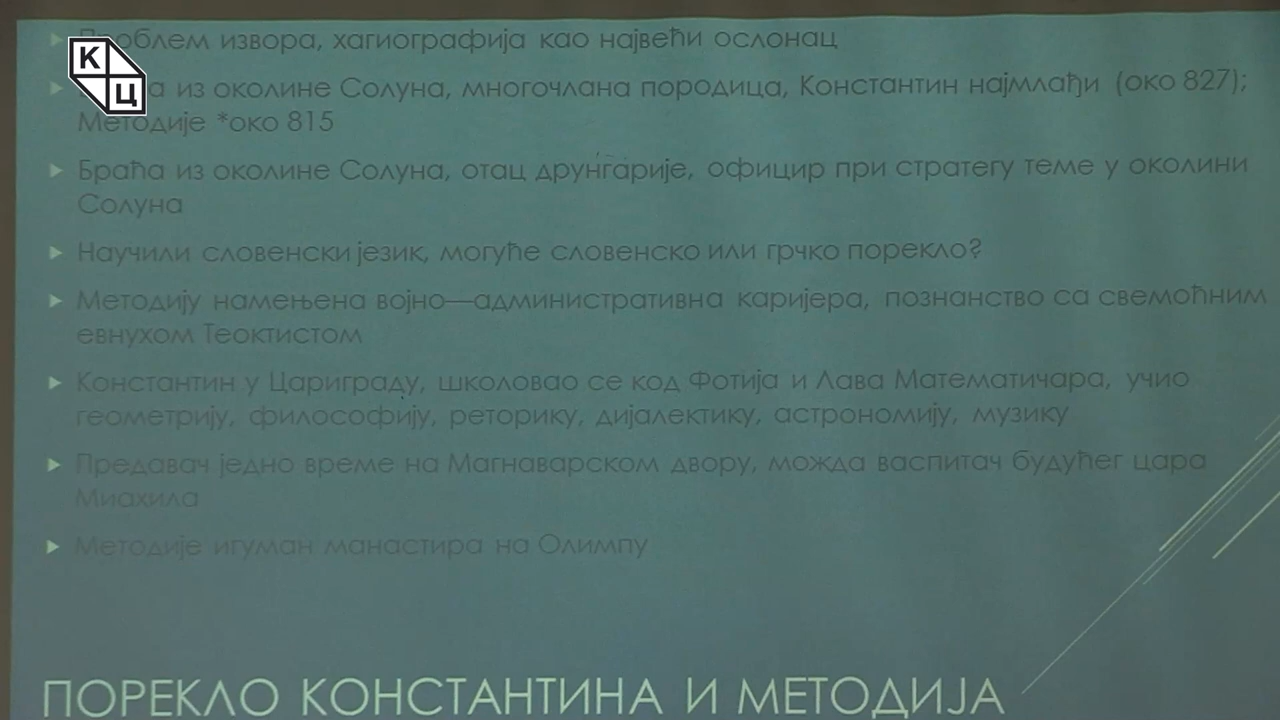 К
Ц
Проблем извора, хагиографија као највећи ослонац
из околине Солуна, многочлана породица, Константин најмлађи (око 827);
Методије *око 815
Браћа из околине Солуна, отац друнгарије, официр при стратегу теме у околини
Солуна
Научили словенски језик, могуће словенско или грчко порекло?
Методију намењена војно—административна каријера, познанство са свемоћним
евнухом Теоктистом
Константин у Цариграду, школовао се код Фотија и Лава Математичара, учио
геометрију, философију, реторику, дијалектику, астрономију, музику
Предавач једно време на Магнаварском двору, можда васпитач будућег цара
Миахила
Методије игуман манастира на Олимпу
ПОРЕКЛО КОНСТАНТИНА И МЕТОДИЈА